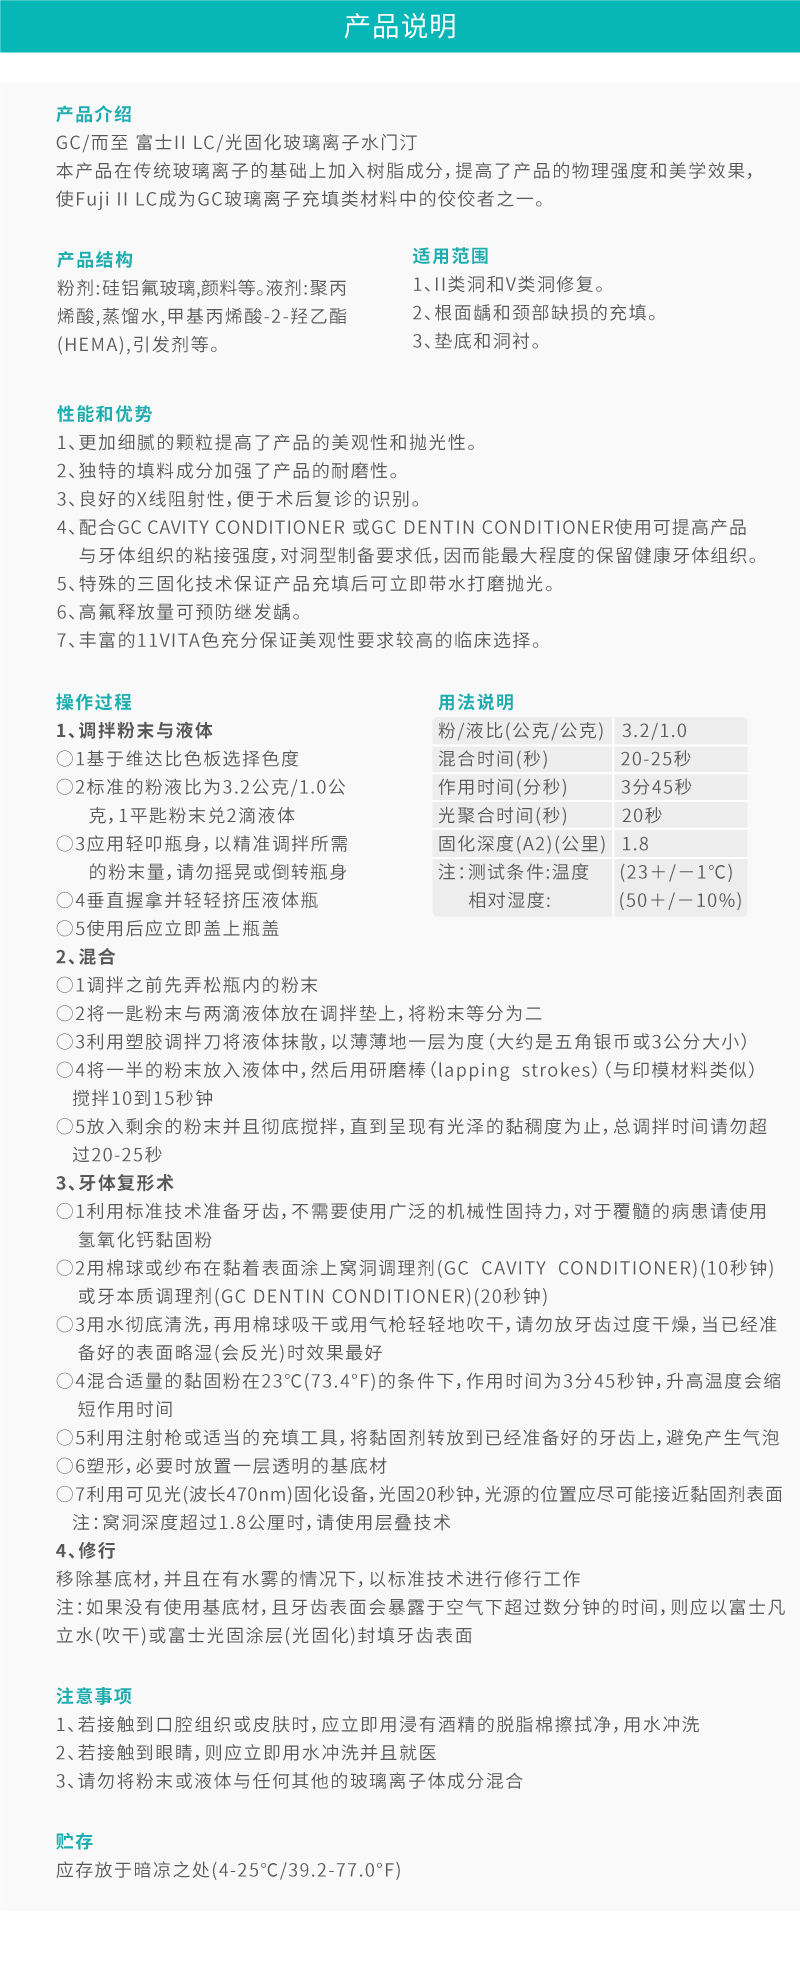 产品说明
产品介绍
GC/而至 富士II LC/光固化玻璃离子水门汀
本产品在传统玻璃离子的基础上加入树脂成分，提高了产品的物理强度和美学效果，
使Fuji II LC成为GC玻璃离子充填类材料中的佼佼者之一。
产品结构
粉剂:硅铝氟玻璃,颜料等。液剂:聚丙
烯酸,蒸馏水,甲基丙烯酸-2-羟乙酯
(HEMA),引发剂等。
适用范围
1、II类洞和V类洞修复。
2、根面龋和颈部缺损的充填。
3、垫底和洞衬。
性能和优势
1、更加细腻的颗粒提高了产品的美观性和抛光性。
2、独特的填料成分加强了产品的耐磨性。
3、良好的X线阻射性，便于术后复诊的识别。
4、配合GC CAVITY CONDITIONER 或GC DENTIN CONDITIONER使用可提高产品
与牙体组织的粘接强度，对洞型制备要求低，因而能最大程度的保留健康牙体组织。
5、特殊的三固化技术保证产品充填后可立即带水打磨抛光。
6、高氟释放量可预防继发龋。
7、丰富的11VITA色充分保证美观性要求较高的临床选择。
操作过程
1、调拌粉末与液体
○1基于维达比色板选择色度
○2标准的粉液比为3.2公克/1.0公
克，1平匙粉末兑2滴液体
○3应用轻叩瓶身，以精准调拌所需
的粉末量，请勿摇晃或倒转瓶身
○4垂直握拿并轻轻挤压液体瓶
○5使用后应立即盖上瓶盖
用法说明
粉/液比(公克/公克) 3.2/1.0
混合时间(秒) 20-25秒
作用时间(分秒) 3分45秒
光聚合时间(秒) 20秒
固化深度(A2)(公里) 1.8
注：测试条件:温度 (23＋/－1℃)
相对湿度: (50＋/－10%)
2、混合
○1调拌之前先弄松瓶内的粉末
○2将一匙粉末与两滴液体放在调拌垫上，将粉末等分为二
○3利用塑胶调拌刀将液体抹散，以薄薄地一层为度（大约是五角银币或3公分大小）
○4将一半的粉末放入液体中，然后用研磨棒（lapping strokes）（与印模材料类似）
搅拌10到15秒钟
○5放入剩余的粉末并且彻底搅拌，直到呈现有光泽的黏稠度为止，总调拌时间请勿超
过20-25秒
3、牙体复形术
○1利用标准技术准备牙齿，不需要使用广泛的机械性固持力，对于覆髓的病患请使用
氢氧化钙黏固粉
○2用棉球或纱布在黏着表面涂上窝洞调理剂(GC CAVITY CONDITIONER)(10秒钟)
或牙本质调理剂(GC DENTIN CONDITIONER)(20秒钟)
○3用水彻底清洗，再用棉球吸干或用气枪轻轻地吹干，请勿放牙齿过度干燥，当已经准
备好的表面略湿(会反光)时效果最好
○4混合适量的黏固粉在23℃(73.4°F)的条件下，作用时间为3分45秒钟，升高温度会缩
短作用时间
○5利用注射枪或适当的充填工具，将黏固剂转放到已经准备好的牙齿上，避免产生气泡
○6塑形，必要时放置一层透明的基底材
○7利用可见光(波长470nm)固化设备，光固20秒钟，光源的位置应尽可能接近黏固剂表面
注：窝洞深度超过1.8公厘时，请使用层叠技术
4、修行
移除基底材，并且在有水雾的情况下，以标准技术进行修行工作
注：如果没有使用基底材，且牙齿表面会暴露于空气下超过数分钟的时间，则应以富士凡
立水(吹干)或富士光固涂层(光固化)封填牙齿表面
注意事项
1、若接触到口腔组织或皮肤时，应立即用浸有酒精的脱脂棉擦拭净，用水冲洗
2、若接触到眼睛，则应立即用水冲洗并且就医
3、请勿将粉末或液体与任何其他的玻璃离子体成分混合
贮存
应存放于暗凉之处(4-25℃/39.2-77.0°F)